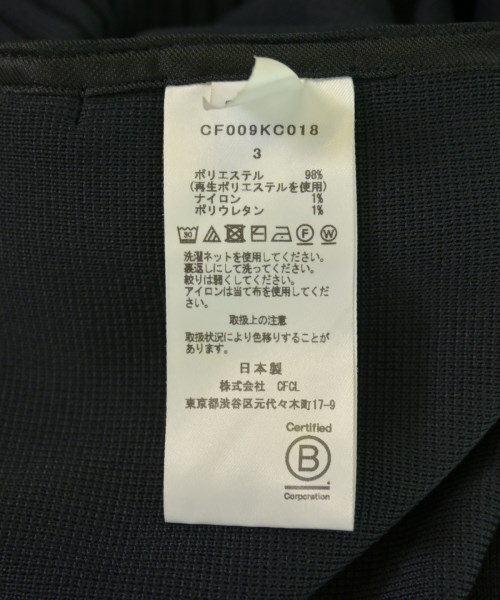 CF009KC018
3
ポリエステル 98%
(再生ポリエステルを使用)
ナイロン 1%
ポリウレタン 1%
洗濯ネットを使用してください。
裏返しにして洗ってください。
絞りは弱くしてください。
アイロンは当て布を使用してくだ
さい。
取扱上の注意
取扱状況により色移りすることが
あります。
日本製
株式会社 CFCL
東京都渋谷区元代々木町17-9
Certified
B
Corporation